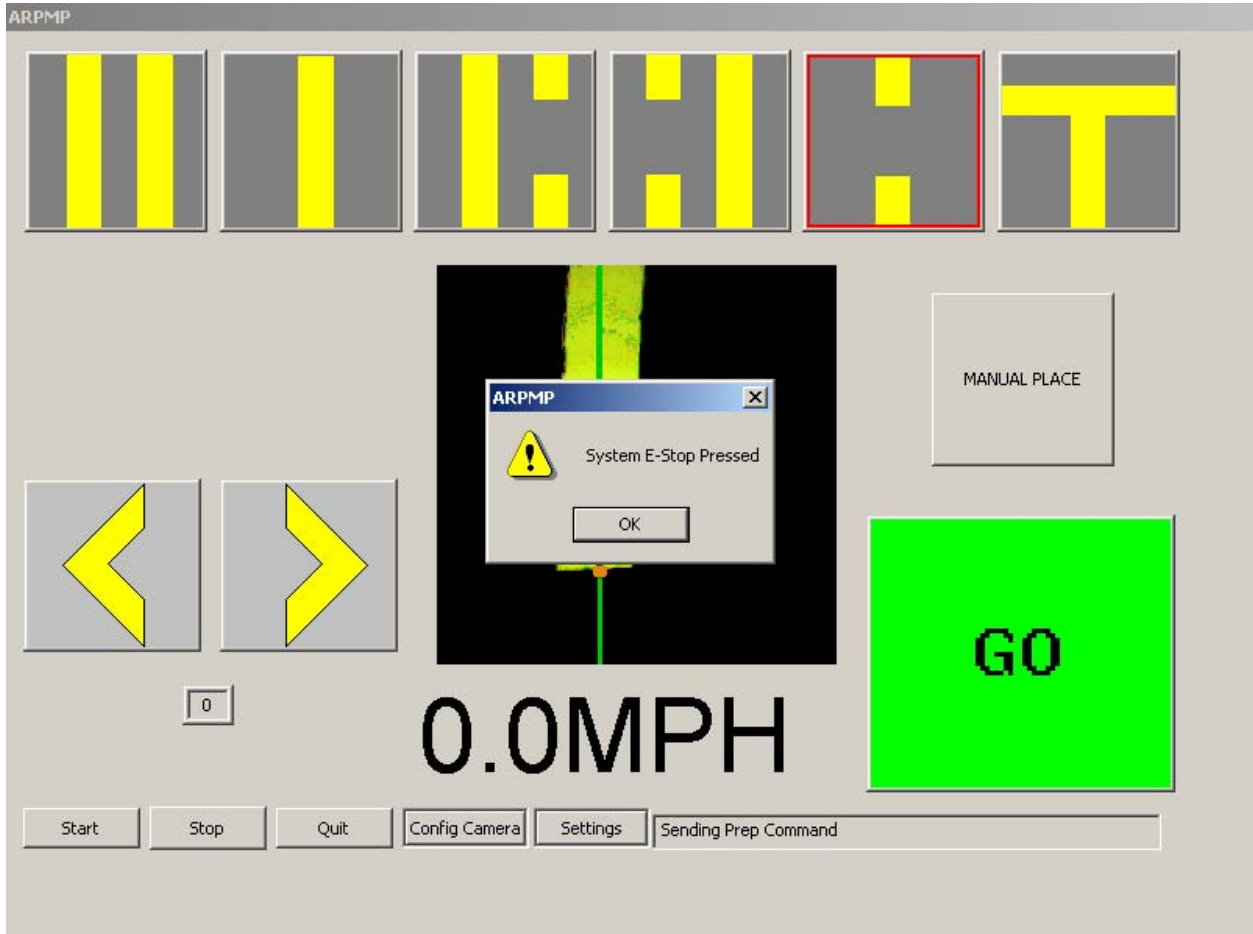 ARPMP
ARPMP
System E-Stop Pressed
OK
MANUAL PLACE
GO
0
0.0MPH
Start
Stop
Quit
Config Camera
Settings
Sending Prep Command